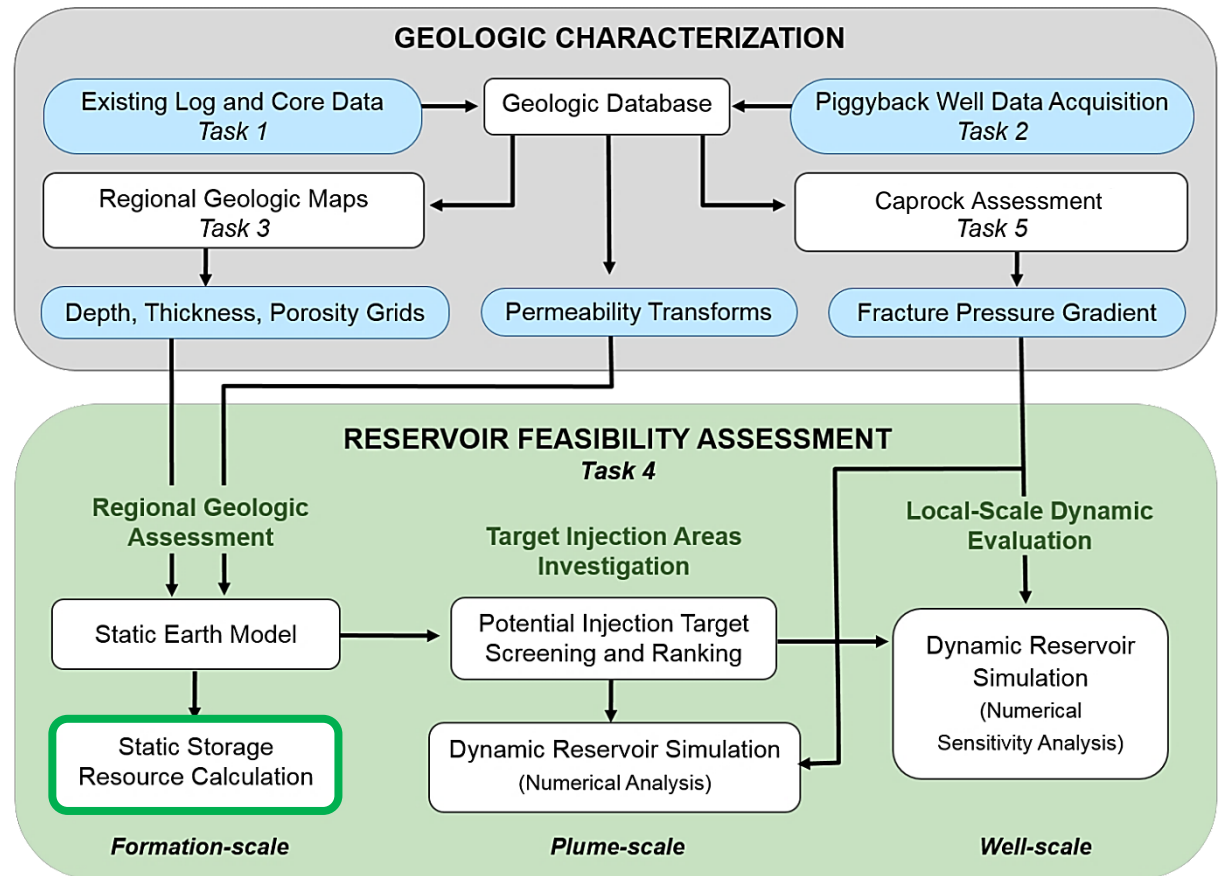 GEOLOGIC CHARACTERIZATION
Existing Log and Core Data
Task 1
Geologic Database
Piggyback Well Data Acquisition
Task 2
Regional Geologic Maps
Task 3
Caprock Assessment
Task 5
Depth, Thickness, Porosity Grids
Permeability Transforms
Fracture Pressure Gradient
RESERVOIR FEASIBILITY ASSESSMENT
Task 4
Regional Geologic
Assessment
Target Injection Areas
Investigation
Local-Scale Dynamic
Evaluation
Static Earth Model
Potential Injection Target
Screening and Ranking
Dynamic Reservoir
Simulation
(Numerical
Sensitivity Analysis)
Static Storage
Resource Calculation
Dynamic Reservoir Simulation
(Numerical Analysis)
Formation-scale
Plume-scale
Well-scale